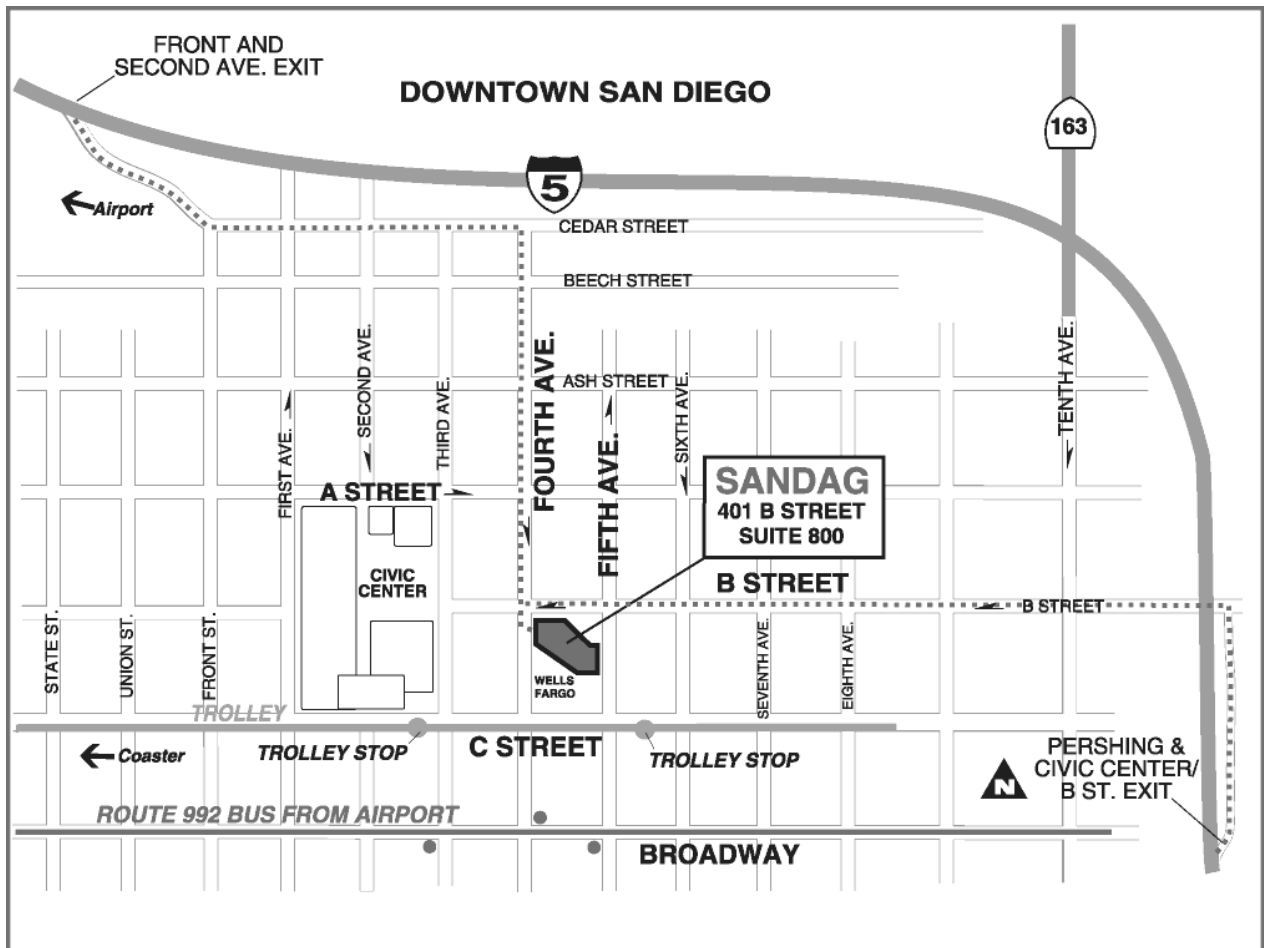 FRONT AND
SECOND AVE. EXIT
DOWNTOWN SAN DIEGO
163
5
Airport
CEDAR STREET
BEECH STREET
SECOND AVE.
FOURTH AVE.
TENTH AVE.
ASH STREET
THIRD AVE.
SIXTH AVE.
FIRST AVE.
FIFTH AVE.
A STREET
SANDAG
401 B STREET
SUITE 800
CIVIC
CENTER
B STREET
B STREET
STATE ST.
UNION ST.
FRONT ST.
SEVENTH AVE.
EIGHTH AVE.
WELLS
FARGO
TROLLEY
Coaster
TROLLEY STOP
C STREET
TROLLEY STOP
PERSHING &
CIVIC CENTER/
B ST. EXIT
N
ROUTE 992 BUS FROM AIRPORT
BROADWAY